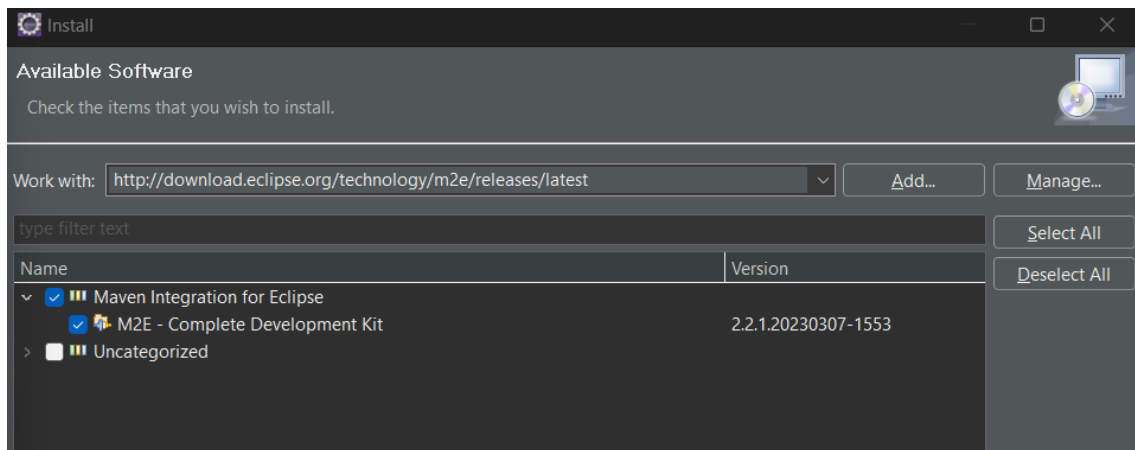 Install
Available Software
Check the items that you wish to install.
Work with: http://download.eclipse.org/technology/m2e/releases/latest Add... Manage...
type filter text
Select All
Name Version
Deselect All
Maven Integration for Eclipse
M2E - Complete Development Kit 2.2.1.20230307-1553
Uncategorized